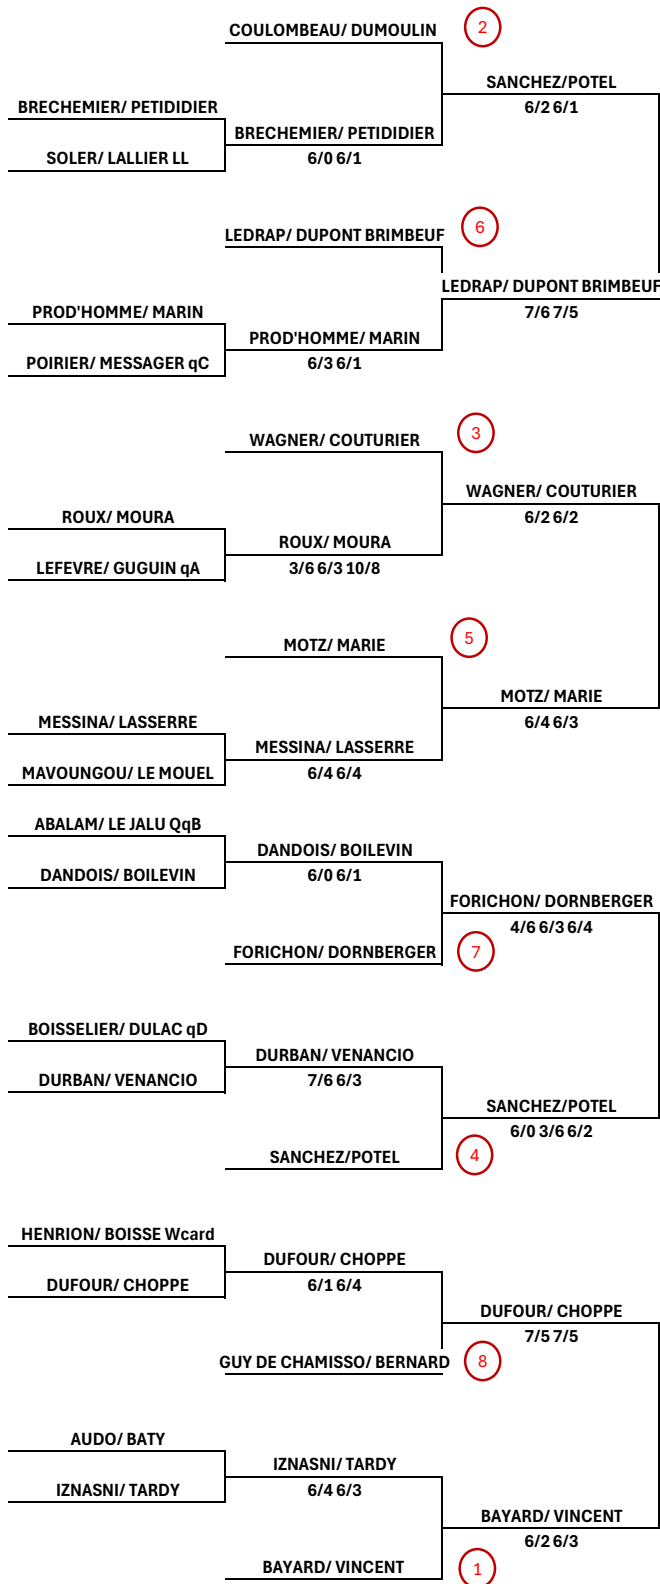 COULOMBEAU/ DUMOULIN
2
SANCHEZ/POTEL
6/2 6/1
BRECHEMIER/ PETIDIDIER
BRECHEMIER/ PETIDIDIER
SOLER/ LALLIER LL
6/0 6/1
LEDRAP/ DUPONT BRIMBEUF
6
LEDRAP/ DUPONT BRIMBEUF
7/6 7/5
PROD'HOMME/ MARIN
PROD'HOMME/ MARIN
POIRIER/ MESSAGER qC
6/3 6/1
WAGNER/ COUTURIER
3
WAGNER/ COUTURIER
6/2 6/2
ROUX/ MOURA
ROUX/ MOURA
LEFEVRE/ GUGUIN qA
3/6 6/3 10/8
MOTZ/ MARIE
5
MOTZ/ MARIE
6/4 6/3
MESSINA/ LASSERRE
MESSINA/ LASSERRE
MAVOUNGOU/ LE MOUEL
6/4 6/4
ABALAM/ LE JALU QqB
DANDOIS/ BOILEVIN
DANDOIS/ BOILEVIN
6/0 6/1
FORICHON/ DORNBERGER
4/6 6/3 6/4
FORICHON/ DORNBERGER
7
BOISSELIER/ DULAC qD
DURBAN/ VENANCIO
DURBAN/ VENANCIO
7/6 6/3
SANCHEZ/POTEL
6/0 3/6 6/2
SANCHEZ/POTEL
4
HENRION/ BOISSE Wcard
DUFOUR/ CHOPPE
DUFOUR/ CHOPPE
6/1 6/4
DUFOUR/ CHOPPE
7/5 7/5
GUY DE CHAMISSO/ BERNARD
8
AUDO/ BATY
IZNASNI/ TARDY
IZNASNI/ TARDY
6/4 6/3
BAYARD/ VINCENT
6/2 6/3
BAYARD/ VINCENT
1